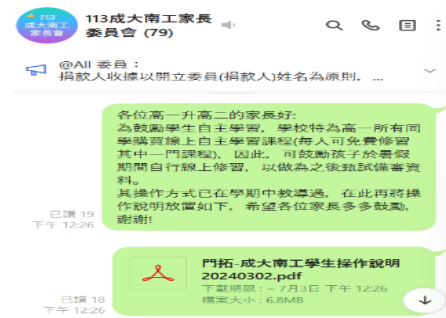 113
成大南工
家長會
113成大南工家長
委員會 (79)
@All 委員：
捐款人收據以開立委員(捐款人)姓名為原則，...
各位高一升高二的家長好:
為鼓勵學生自主學習，學校特為高一所有同
學購買線上自主學習課程(每人可免費修習
其中一門課程)，因此，可鼓勵孩子於暑假
期間自行線上修習，以做為之後甄試備審資
料。
其操作方式已在學期中教導過，在此再將操
作說明放置如下，希望各位家長多多鼓勵，
謝謝!
已讀 19
下午 12:26
門拓-成大南工學生操作說明
20240302.pdf
下載期限：~ 7月3日 下午 12:26
檔案大小：6.8MB
已讀 18
下午 12:26